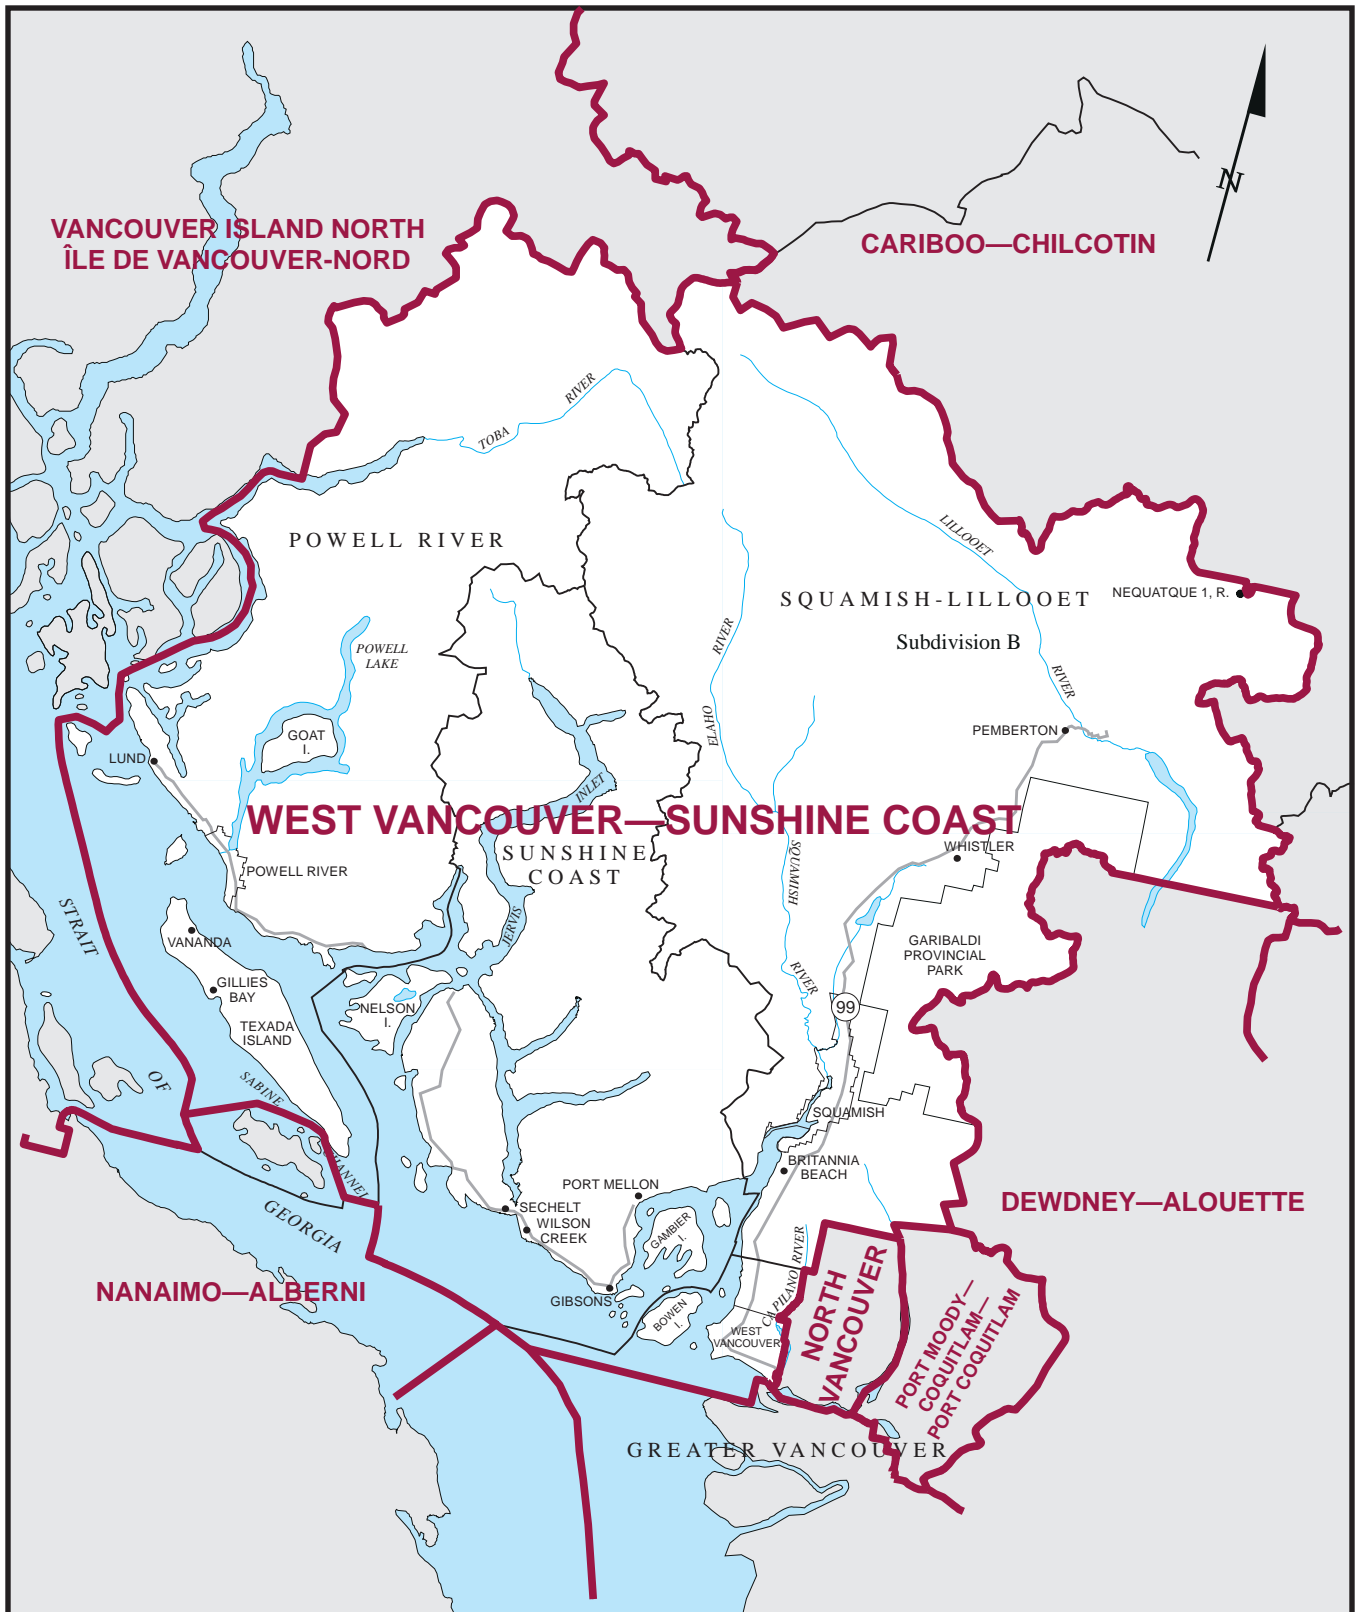 N
VANCOUVER ISLAND NORTH
ÎLE DE VANCOUVER-NORD
CARIBOO—CHILCOTIN
TOBA
RIVER
POWELL RIVER
LILLOOET
RIVER
SQUAMISH-LILLOOET
Subdivision B
NEQUATQUE 1, R.
POWELL
LAKE
ELAHO
RIVER
GOAT
I.
LUND
PEMBERTON
INLET
WEST VANCOUVER—SUNSHINE COAST
SUNSHINE
COAST
SQUAMISH
RIVER
WHISTLER
POWELL RIVER
JERVIS
STRAIT
OF
GEORGIA
VANANDA
GILLIES
BAY
TEXADA
ISLAND
NELSON
I.
GARIBALDI
PROVINCIAL
PARK
99
SABINE
CHANNEL
SQUAMISH
BRITANNIA
BEACH
PORT MELLON
SECHELT
WILSON
CREEK
GAMBIER
I.
DEWDNEY—ALOUETTE
NANAIMO—ALBERNI
GIBSONS
BOWEN
I.
CAPILANO RIVER
WEST
VANCOUVER
NORTH
VANCOUVER
PORT MOODY—
COQUITLAM—
PORT COQUITLAM
GREATER VANCOUVER